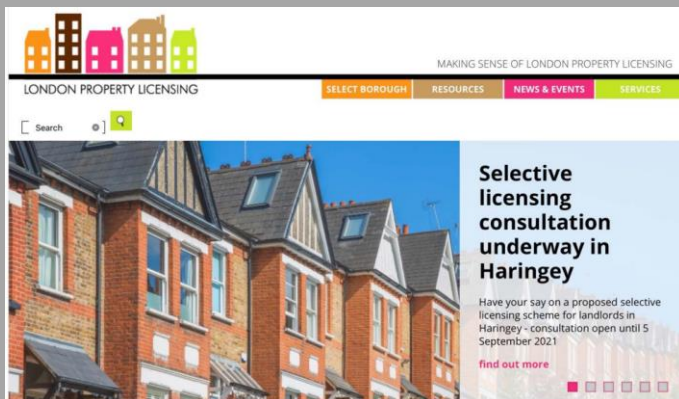 MAKING SENSE OF LONDON PROPERTY LICENSING
LONDON PROPERTY LICENSING
SELECT BOROUGH
RESOURCES
NEWS & EVENTS
SERVICES
Search
Selective
licensing
consultation
underway in
Haringey
Have your say on a proposed selective
licensing scheme for landlords in
Haringey - consultation open until 5
September 2021
find out more